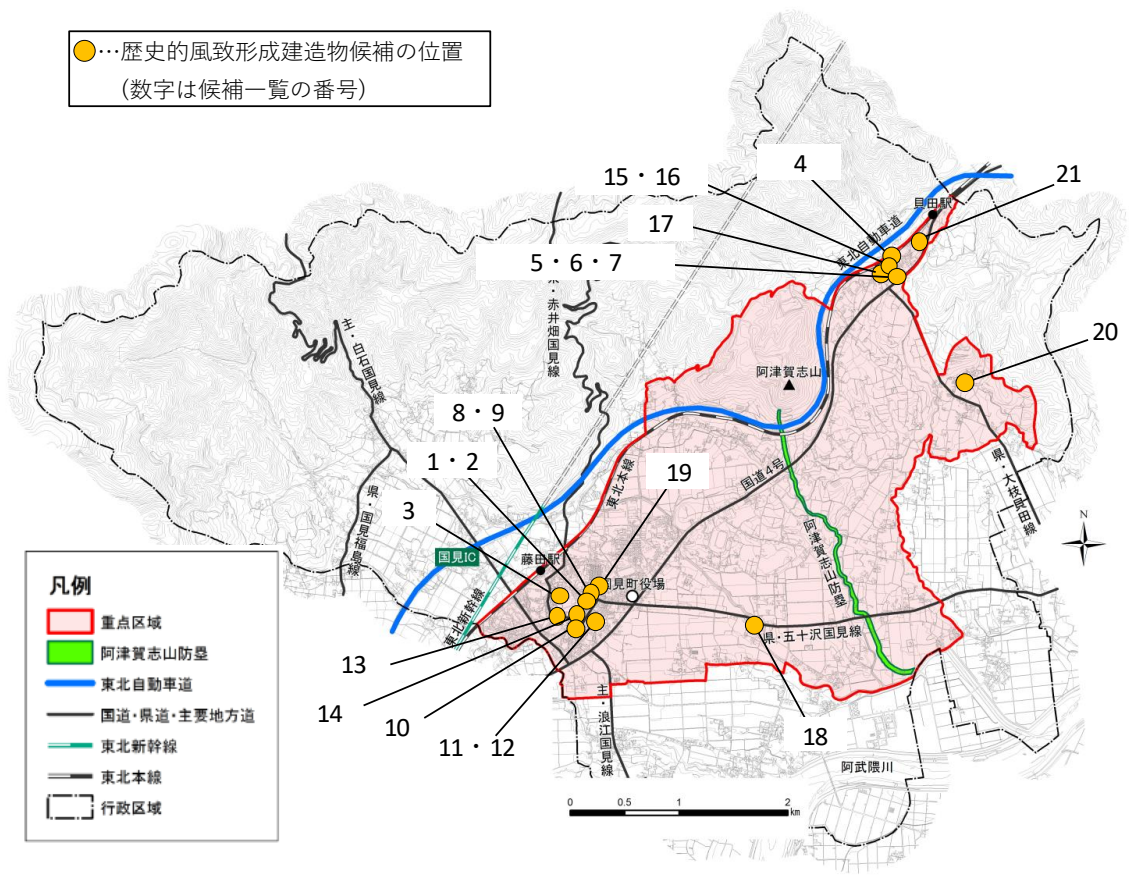 …歴史的風致形成建造物候補の位置
(数字は候補一覧の番号)
4
15・16
21
17
貝田駅
東北自動車道
5・6・7
県・赤井畑国見線
主・白石国見線
20
阿津賀志山
8・9
1・2
19
国道4号
県・大枝貝田線
3
東北本線
県・国見福島線
阿津賀志山防塁
N
国見IC
藤田駅
国見町役場
東北新幹線
県・五十沢国見線
13
14
10
11・12
主・浪江国見線
18
阿武隈川
0 0.5 1 2
km
凡例
重点区域
阿津賀志山防塁
東北自動車道
国道・県道・主要地方道
東北新幹線
東北本線
行政区域